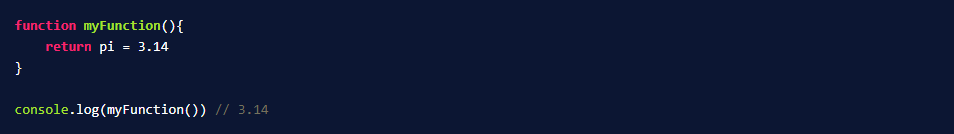 function myFunction(){
    return pi = 3.14
}
console.log(myFunction()) // 3.14